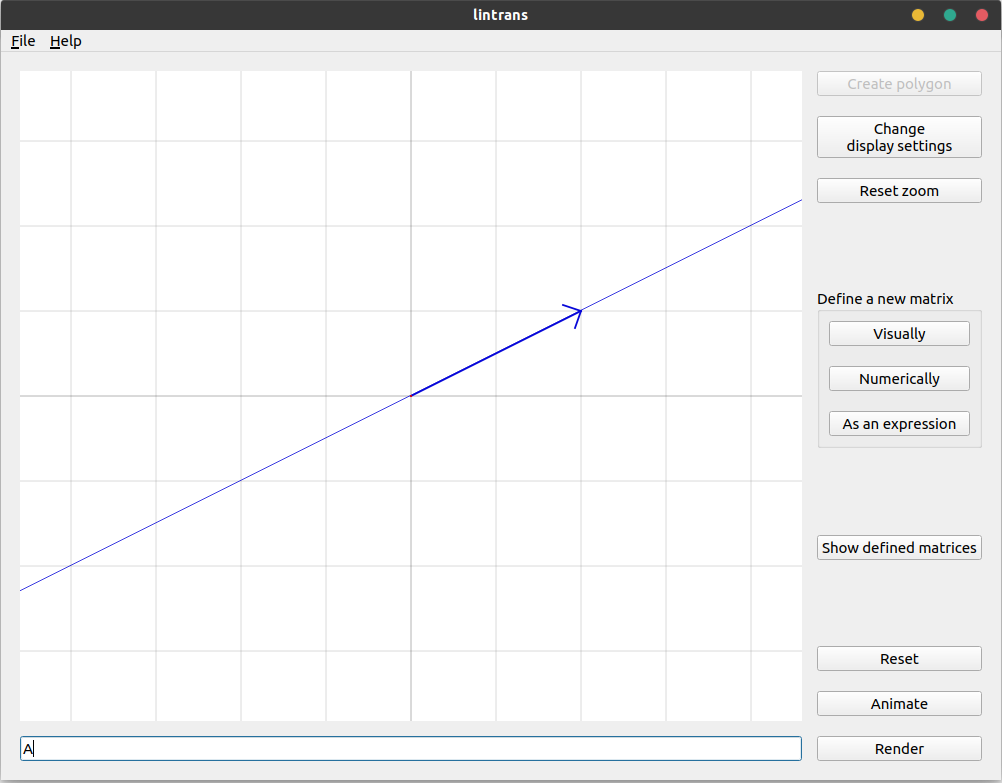 lintrans
File Help
Create polygon
Change
display settings
Reset zoom
Define a new matrix
Visually
Numerically
As an expression
Show defined matrices
Reset
Animate
A
Render